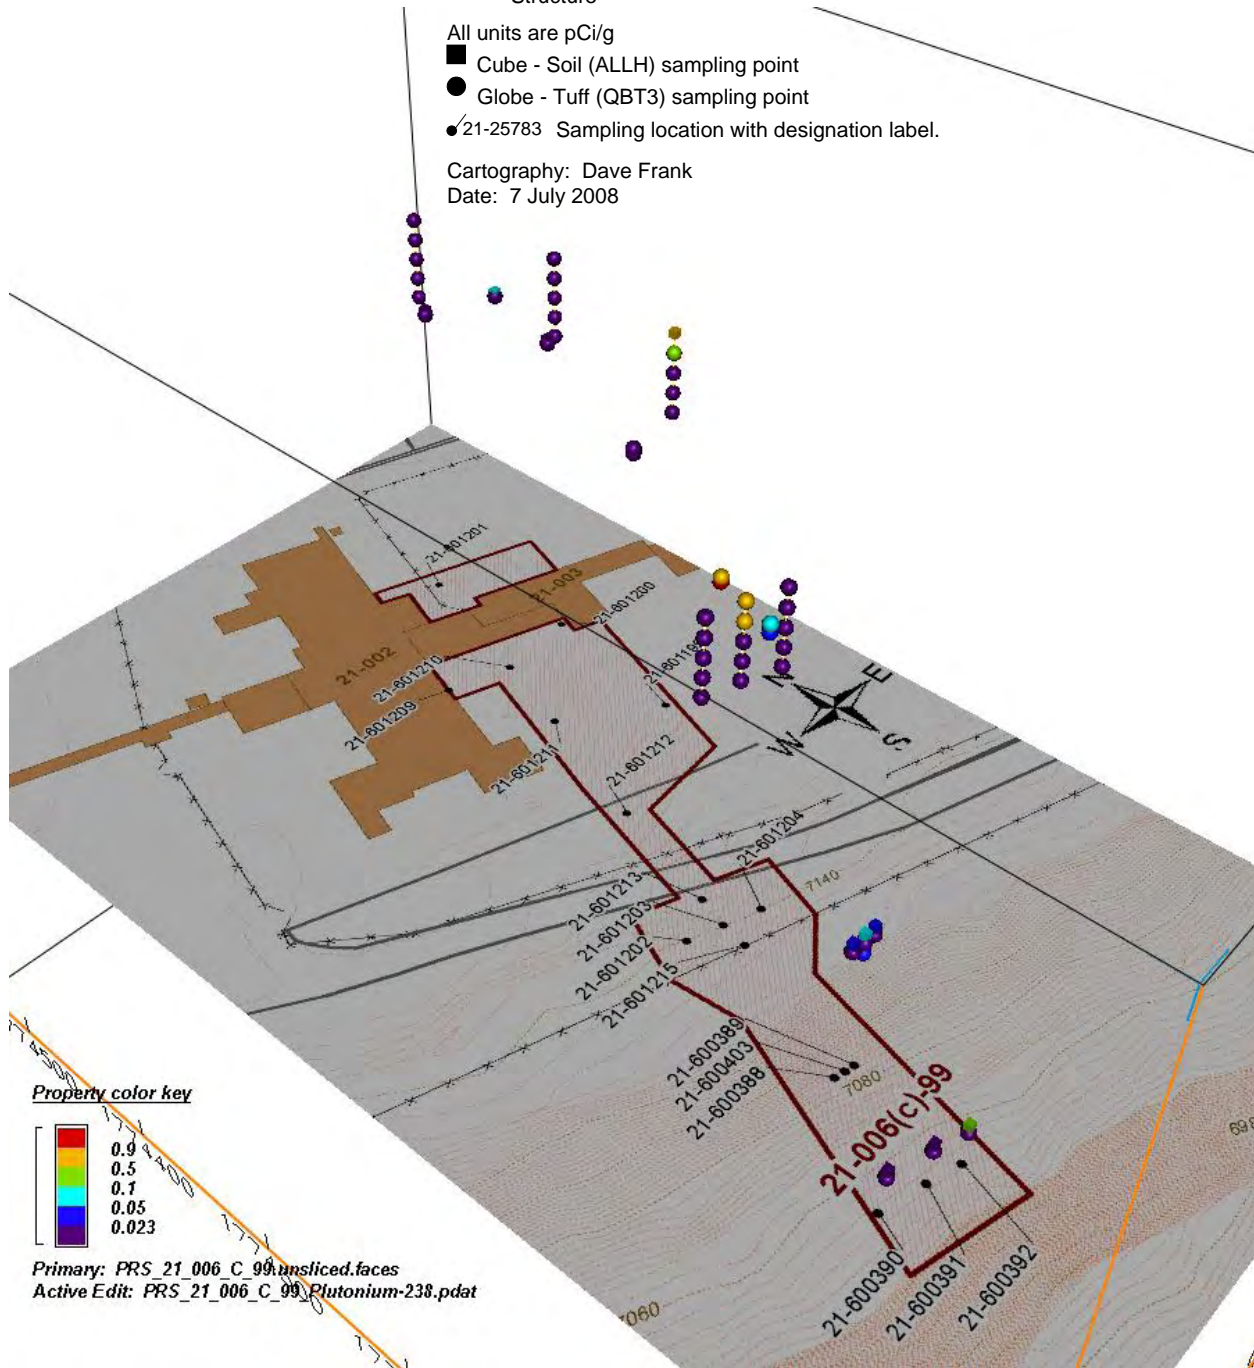 Structure
All units are pCi/g
Cube - Soil (ALLH) sampling point
Globe - Tuff (QBT3) sampling point
21-25783 Sampling location with designation label.
Cartography: Dave Frank
Date: 7 July 2008
21-601201
21-003
21-601200
21-002
21-601210
21-601209
21-601211
21-601212
N
E
W
S
21-601204
7140
21-601213
21-601203
21-601202
21-601215
21-600389
21-600403
21-600388
7080
21-006(c)-99
Property color key
0.9
0.5
0.1
0.05
0.023
21-600390
21-600391
21-600392
7060
Primary: PRS_21_006_C_99.unsliced.faces
Active Edit: PRS_21_006_C_99_Plutonium-238.pdat